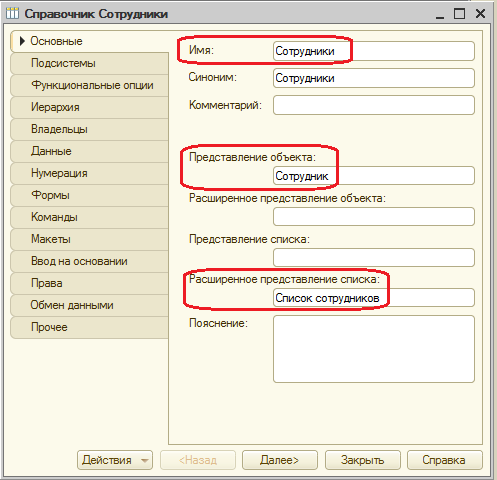 Справочник Сотрудники
Основные
Подсистемы
Функциональные опции
Иерархия
Владельцы
Данные
Нумерация
Формы
Команды
Макеты
Ввод на основании
Права
Обмен данными
Прочее
Имя: Сотрудники
Синоним: Сотрудники
Комментарий:
Представление объекта:
Сотрудник
Расширенное представление объекта:
Представление списка:
Расширенное представление списка:
Список сотрудников
Пояснение:
Действия <Назад Далее> Закрыть Справка